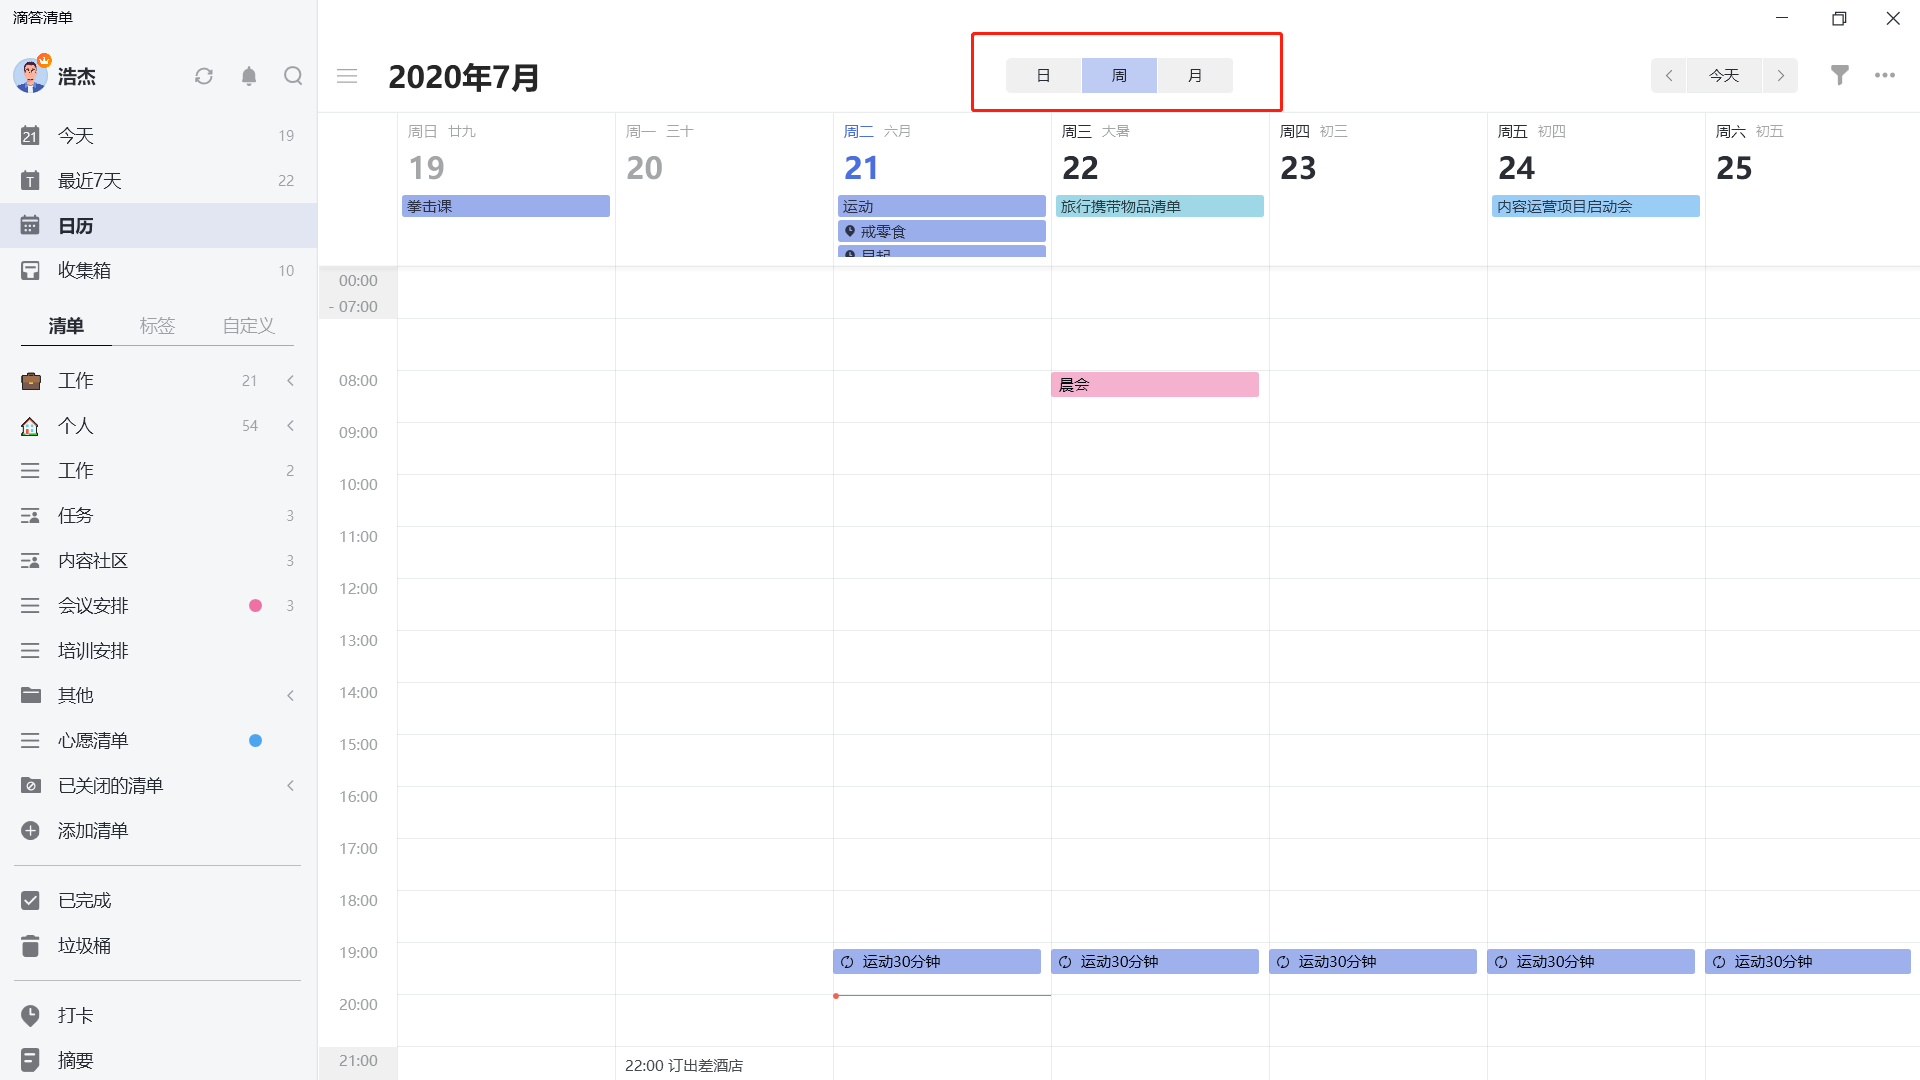 滴答清单
浩杰
21 今天 19
T 最近7天 22
日历
收集箱 10
清单 标签 自定义
工作 21
个人 54
工作 2
任务 3
内容社区 3
会议安排 3
培训安排
其他
心愿清单
已关闭的清单
添加清单
已完成
垃圾桶
打卡
摘要
2020年7月
日 周 月
今天
周日 廿九 周一 三十 周二 六月 周三 大暑 周四 初三 周五 初四 周六 初五
19 20 21 22 23 24 25
拳击课 运动 旅行携带物品清单 内容运营项目启动会
戒零食
早起
00:00
- 07:00
08:00 晨会
09:00
10:00
11:00
12:00
13:00
14:00
15:00
16:00
17:00
18:00
19:00 运动30分钟 运动30分钟 运动30分钟 运动30分钟 运动30分钟
20:00
21:00 22:00 订出差酒店